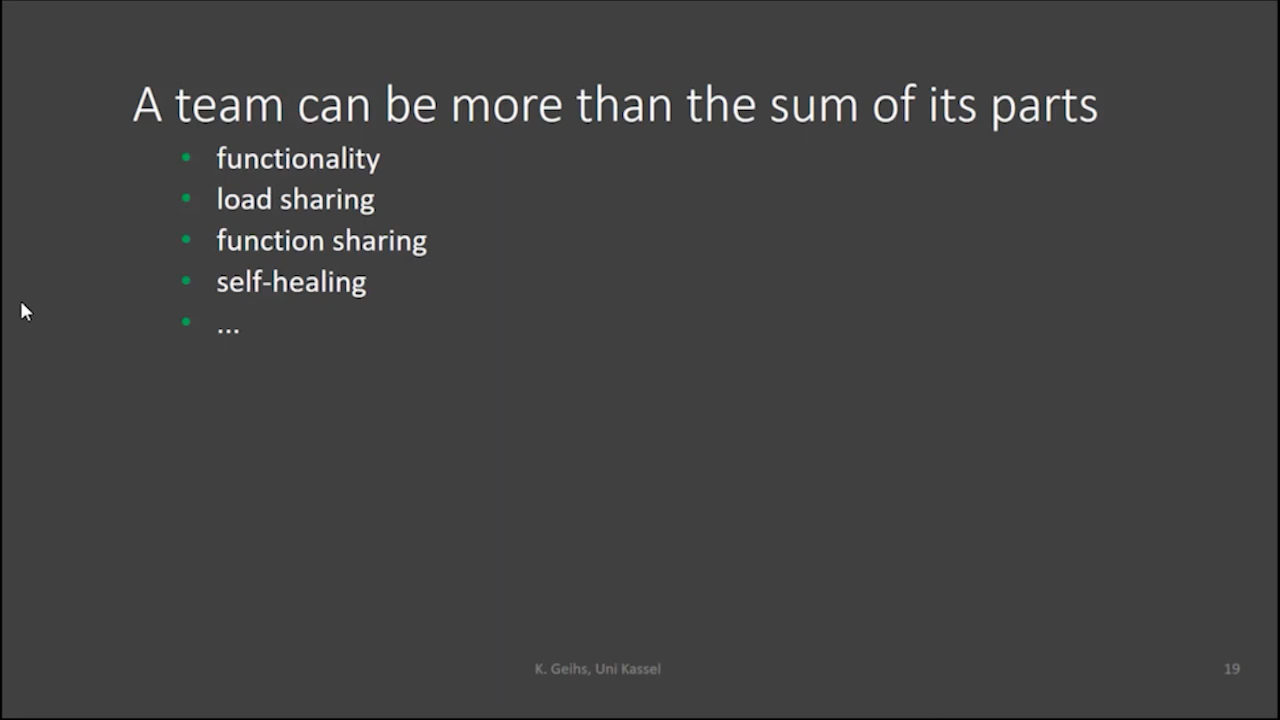 A team can be more than the sum of its parts
• functionality
• load sharing
• function sharing
• self-healing
• ...
K. Geihs, Uni Kassel
19